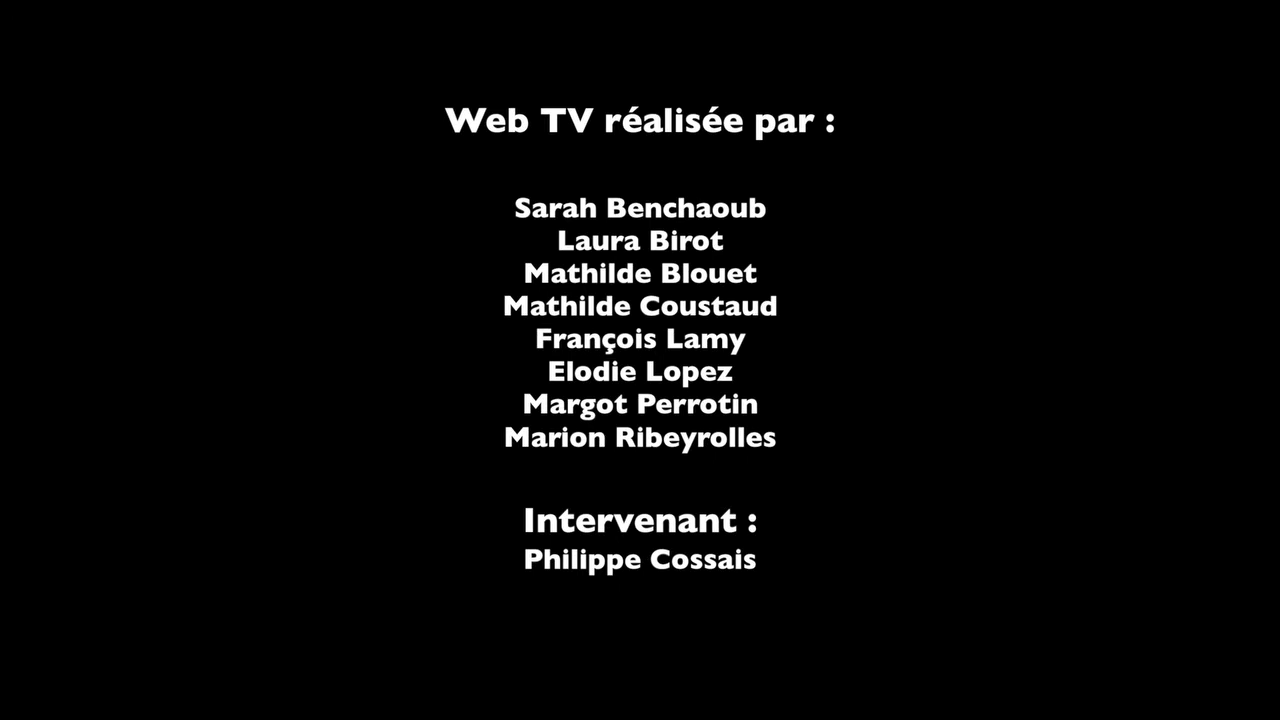 Web TV réalisée par :
Sarah Benchaoub
Laura Birot
Mathilde Blouet
Mathilde Coustaud
François Lamy
Elodie Lopez
Margot Perrotin
Marion Ribeyrolles
Intervenant :
Philippe Cossais